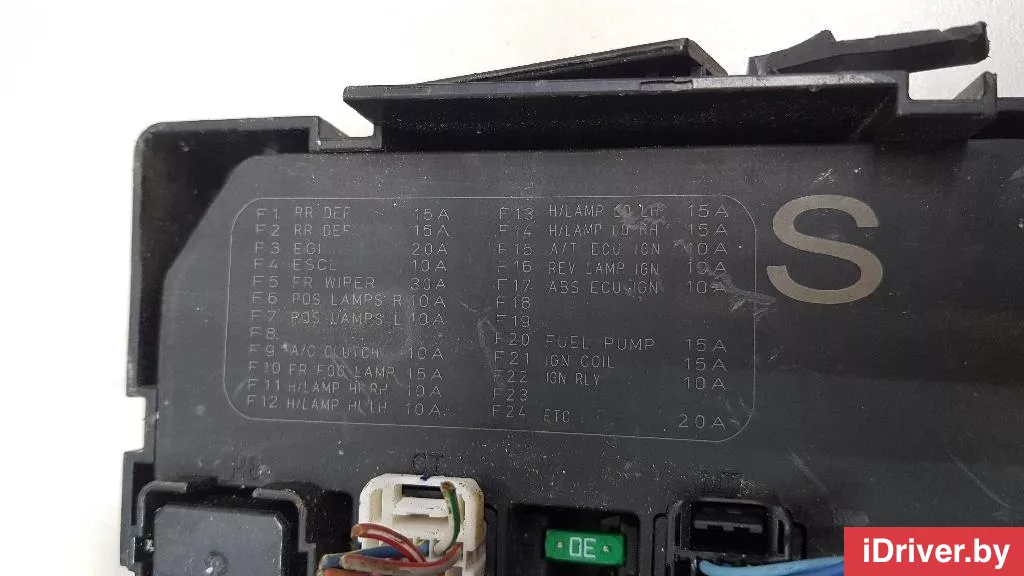 F1 RR DEF 15A
F2 RR DEF 15A
F3 EGI 20A
F4 ESCL 10A
F5 FR WIPER 30A
F6 POS LAMPS R 10A
F7 POS LAMPS L 10A
F8
F9 A/C CLUTCH 10A
F10 FR FOG LAMP 15A
F11 H/LAMP HI RH 10A
F12 H/LAMP HI LH 10A
F13 H/LAMP LO LH 15A
F14 H/LAMP LO RH 15A
F15 A/T ECU IGN 10A
F16 REV LAMP IGN 10A
F17 ABS ECU IGN 10A
F18
F19
F20 FUEL PUMP 15A
F21 IGN COIL 15A
F22 IGN RLY 10A
F23
F24 ETC 20A
S
CT
iDriver.by